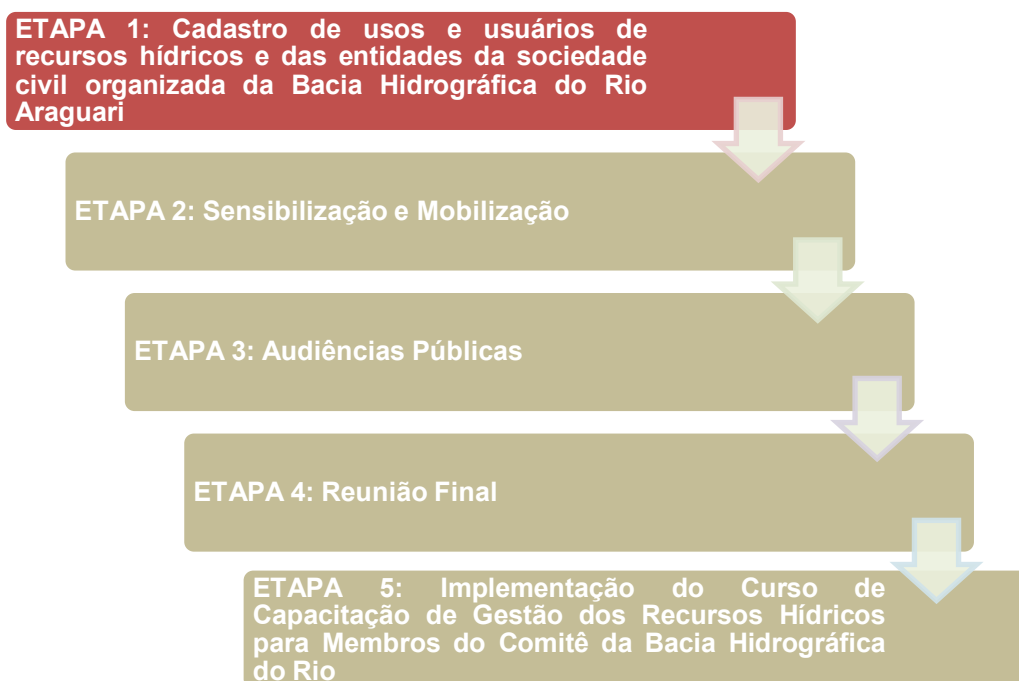 ETAPA 1: Cadastro de usos e usuários de
recursos hídricos e das entidades da sociedade
civil organizada da Bacia Hidrográfica do Rio
Araguari
ETAPA 2: Sensibilização e Mobilização
ETAPA 3: Audiências Públicas
ETAPA 4: Reunião Final
ETAPA 5: Implementação do Curso de
Capacitação de Gestão dos Recursos Hídricos
para Membros do Comitê da Bacia Hidrográfica
do Rio